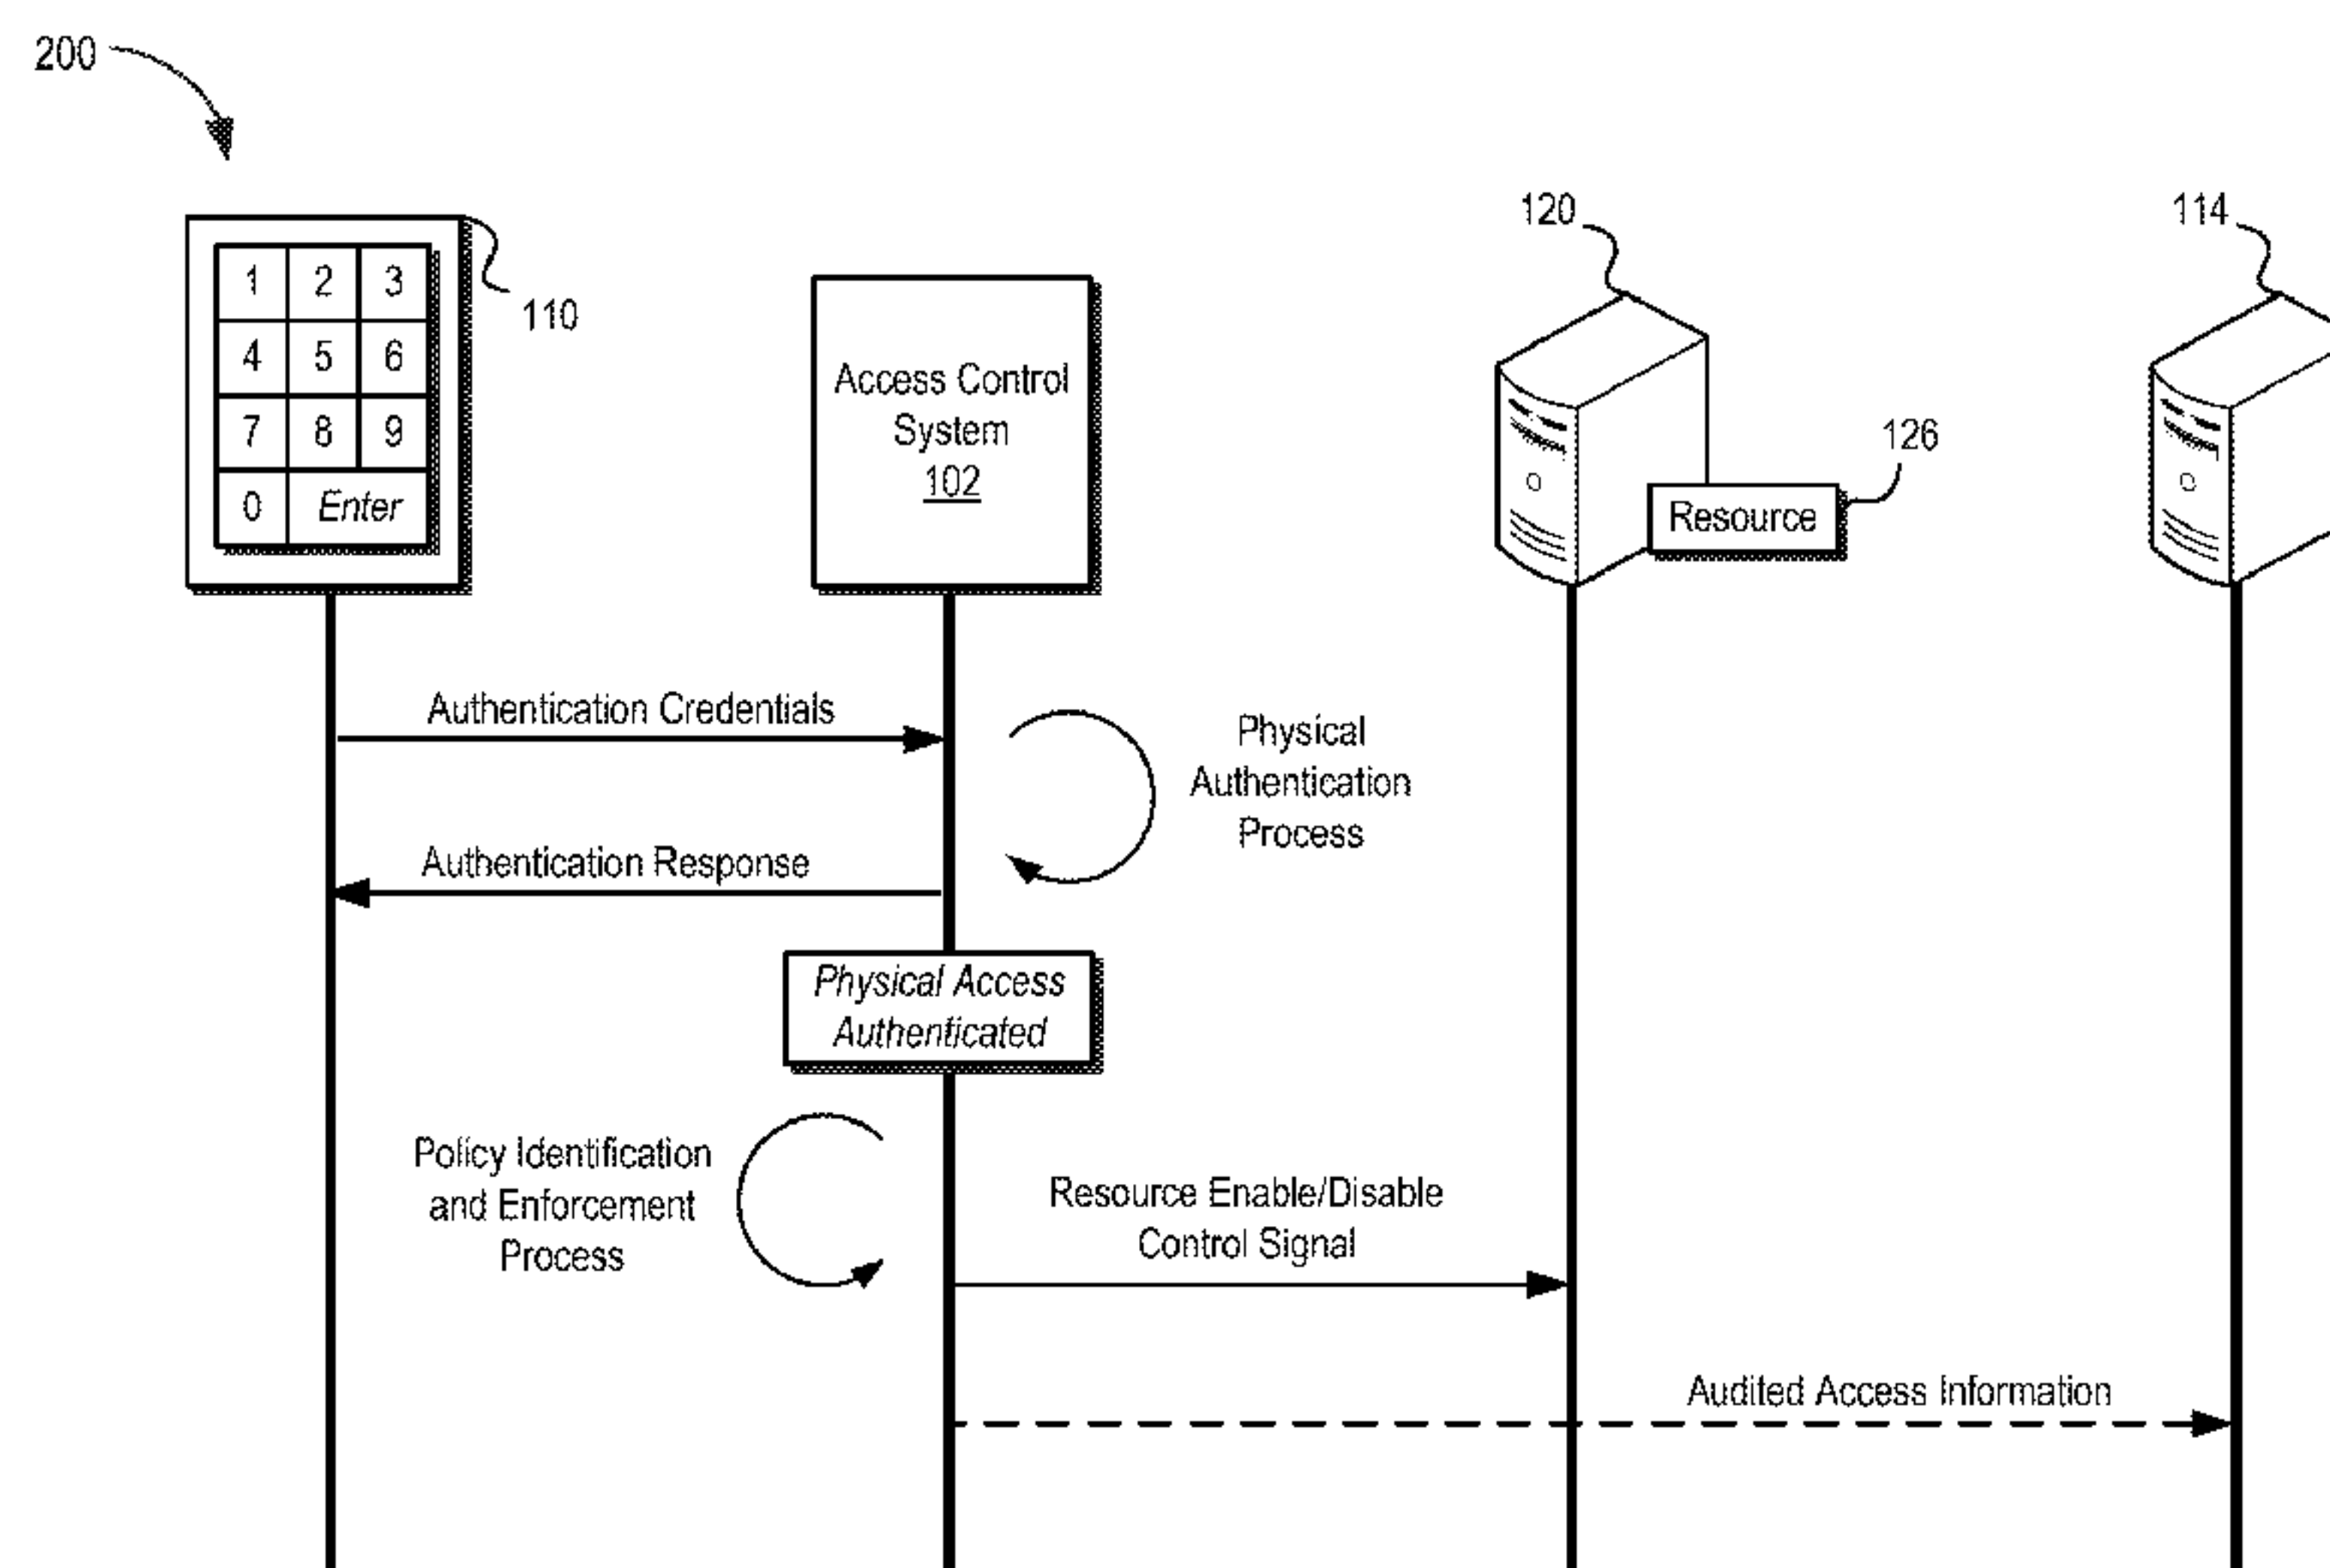 200
120
114
1 2 3
110
4 5 6
7 8 9
0 Enter
Access Control
System
102
126
Resource
Authentication Credentials
Physical
Authentication
Process
Authentication Response
Physical Access
Authenticated
Policy Identification
and Enforcement
Process
Resource Enable/Disable
Control Signal
Audited Access Information